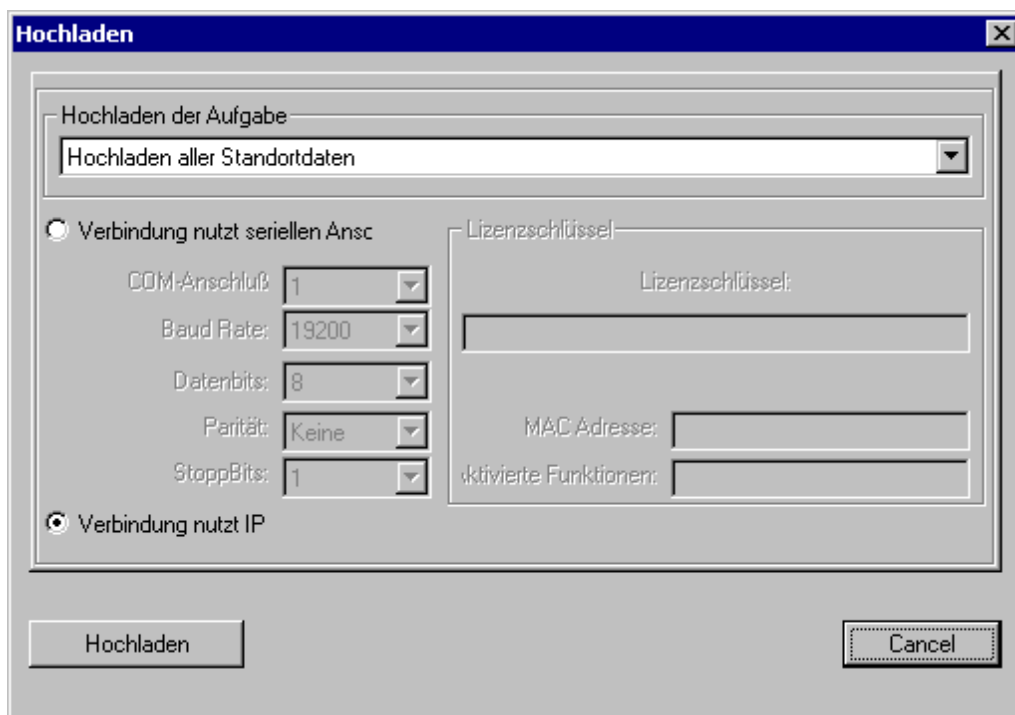 Hochladen
Hochladen der Aufgabe
Hochladen aller Standortdaten
Verbindung nutzt seriellen Ansc
COM-Anschluß 1
Baud Rate: 19200
Datenbits: 8
Parität: Keine
StoppBits: 1
Lizenzschlüssel
Lizenzschlüssel:
MAC Adresse:
ktivierte Funktionen:
Verbindung nutzt IP
Hochladen
Cancel